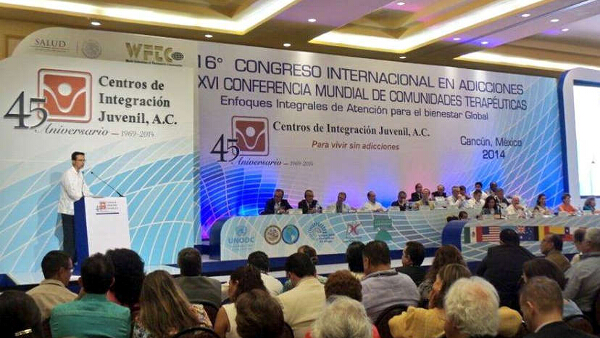 SALUD
WFTC
45
Aniversario
1969-2014
Centros de
Integración
Juvenil, A.C.
16° CONGRESO INTERNACIONAL EN ADICCIONES
XVI CONFERENCIA MUNDIAL DE COMUNIDADES TERAPÉUTICAS
Enfoques Integrales de Atención para el bienestar Global
45
Aniversario
1969-2014
Centros de Integración Juvenil, A.C.
Para vivir sin adicciones
Cancún, México
2014
UNODC